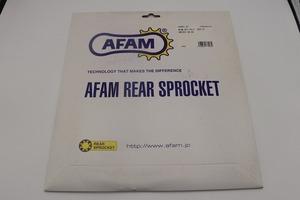 AFAM
®
TECHNOLOGY THAT MAKES THE DIFFERENCE
AFAM REAR SPROCKET
REAR
SPROCKET
http://www.afam.jp